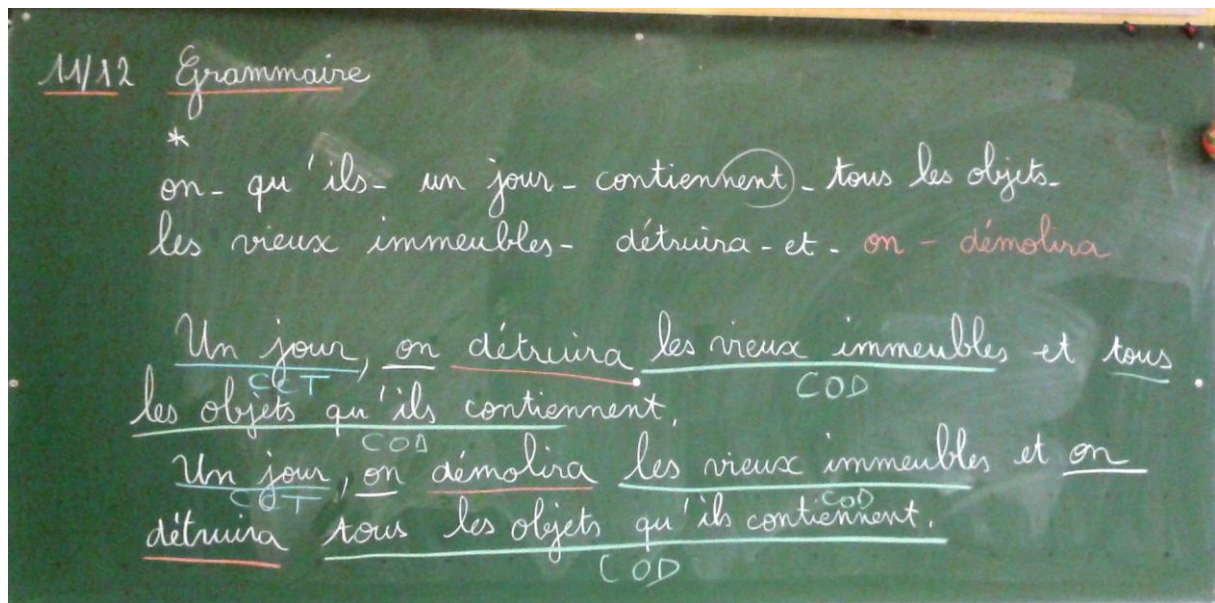 11/12 Grammaire
*
on - qu'ils - un jour - contiennent - tous les objets -
les vieux immeubles - détruira - et - on - démolira
Un jour, on détruira les vieux immeubles et tous
CCT COD
les objets qu'ils contiennent.
COD
Un jour, on démolira les vieux immeubles et on
CCT COD
détruira tous les objets qu'ils contiennent.
COD